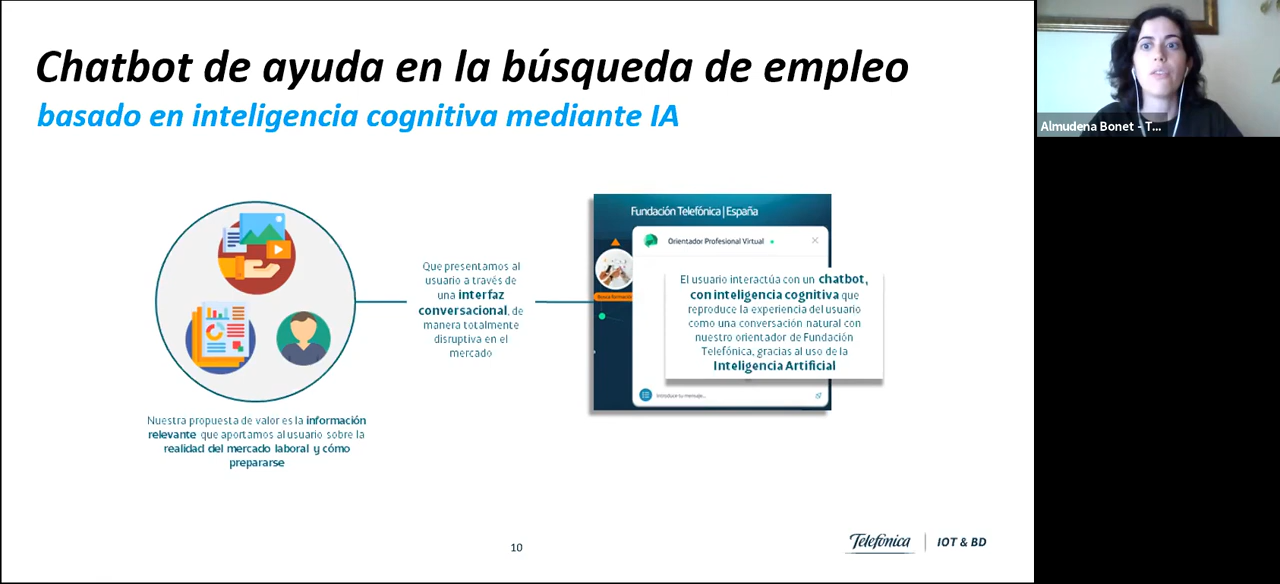 Chatbot de ayuda en la búsqueda de empleo
basado en inteligencia cognitiva mediante IA
Nuestra propuesta de valor es la información
relevante que aportamos al usuario sobre la
realidad del mercado laboral y cómo
prepararse
Que presentamos al
usuario a través de
una interfaz
conversacional, de
manera totalmente
disruptiva en el
mercado
Fundación Telefónica | España
Orientador Profesional Virtual
El usuario interactúa con un chatbot,
con inteligencia cognitiva que
reproduce la experiencia del usuario
como una conversación natural con
nuestro orientador de Fundación
Telefónica, gracias al uso de la
Inteligencia Artificial
Busca formación
Introduce tu mensaje...
10
Telefónica
IOT & BD
Almudena Bonet - T...